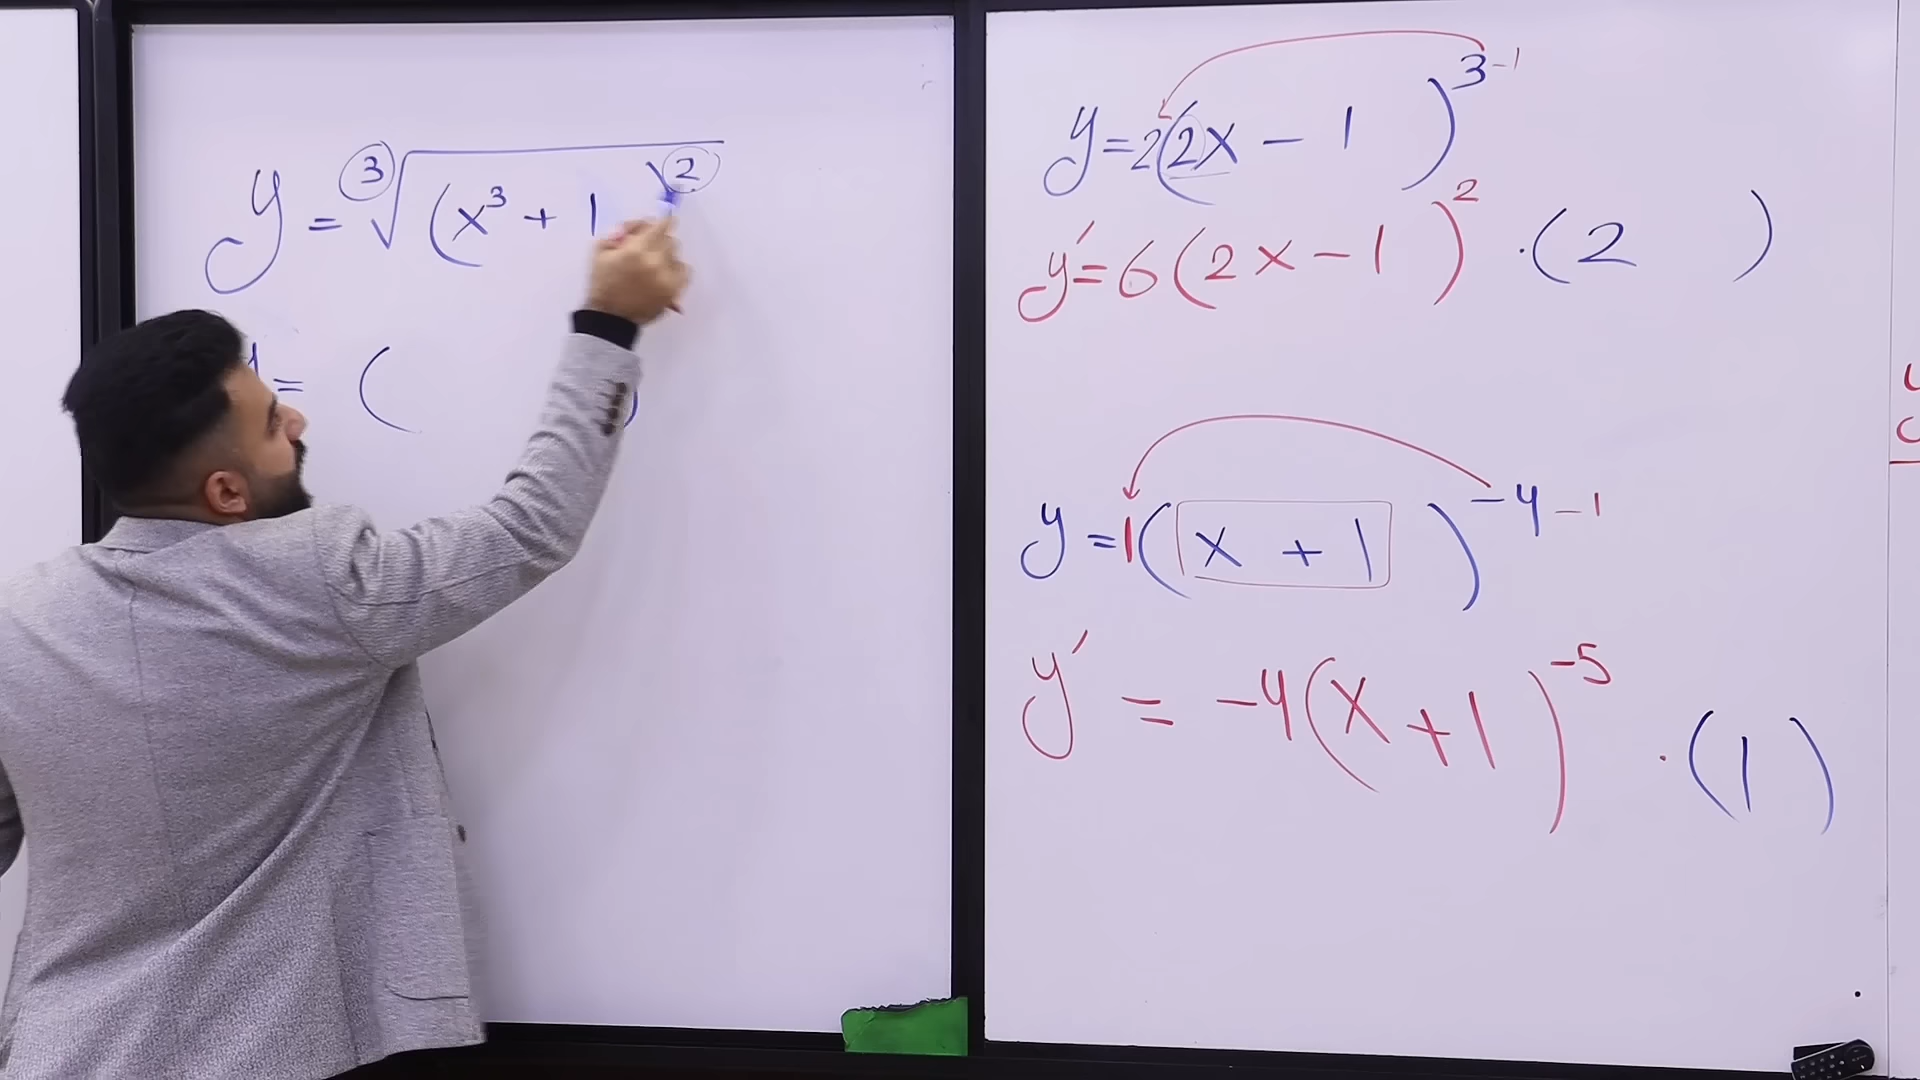 y = ∛(x³ + 1)²
= ( )
y = 2(2x - 1)³⁻¹
y′ = 6(2x - 1)² · (2 )
y = 1(x + 1)⁻⁴⁻¹
y′ = -4(x + 1)⁻⁵ · (1)